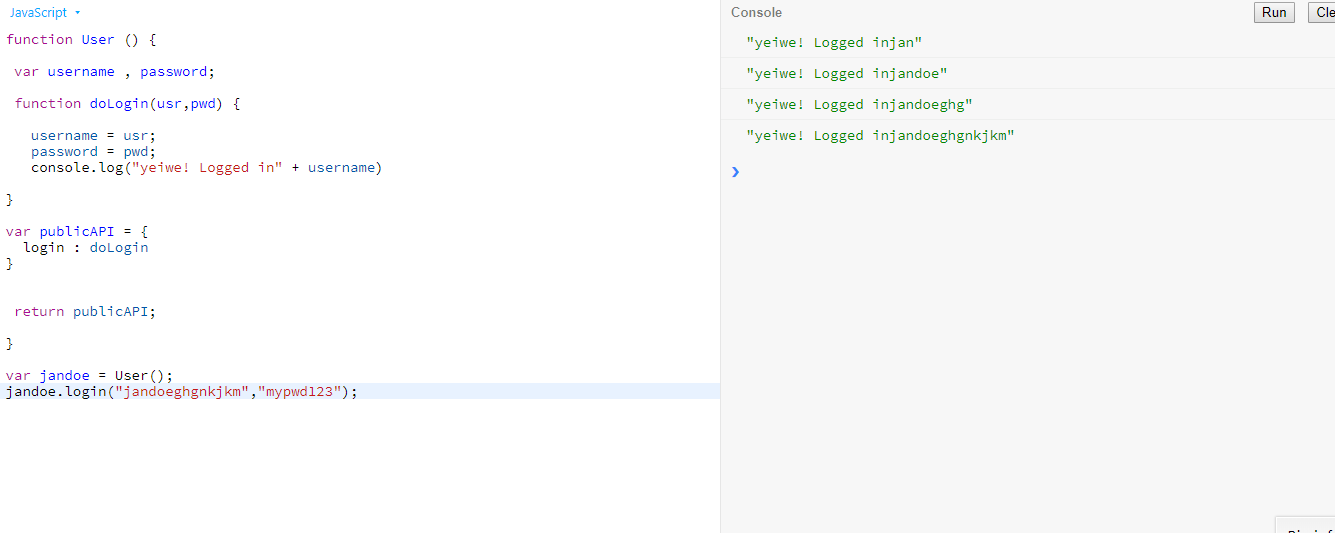 JavaScript
function User () {
var username , password;
function doLogin(usr,pwd) {
username = usr;
password = pwd;
console.log("yeiwe! Logged in" + username)
}
var publicAPI = {
login : doLogin
}
return publicAPI;
}
var jandoe = User();
jandoe.login("jandoeghgnkjkm","mypwd123");
Console
Run
Cle
"yeiwe! Logged injan"
"yeiwe! Logged injandoe"
"yeiwe! Logged injandoeghg"
"yeiwe! Logged injandoeghgnkjkm"